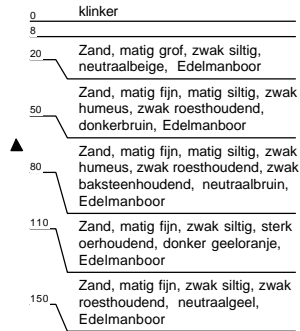 0 klinker
8
20 Zand, matig grof, zwak siltig,
neutraalbeige, Edelmanboor
Zand, matig fijn, matig siltig, zwak
50 humeus, zwak roesthoudend,
donkerbruin, Edelmanboor
Zand, matig fijn, matig siltig, zwak
humeus, zwak roesthoudend, zwak
80 baksteenhoudend, neutraalbruin,
Edelmanboor
110 Zand, matig fijn, zwak siltig, sterk
oerhoudend, donker geeloranje,
Edelmanboor
Zand, matig fijn, zwak siltig, zwak
150 roesthoudend, neutraalgeel,
Edelmanboor